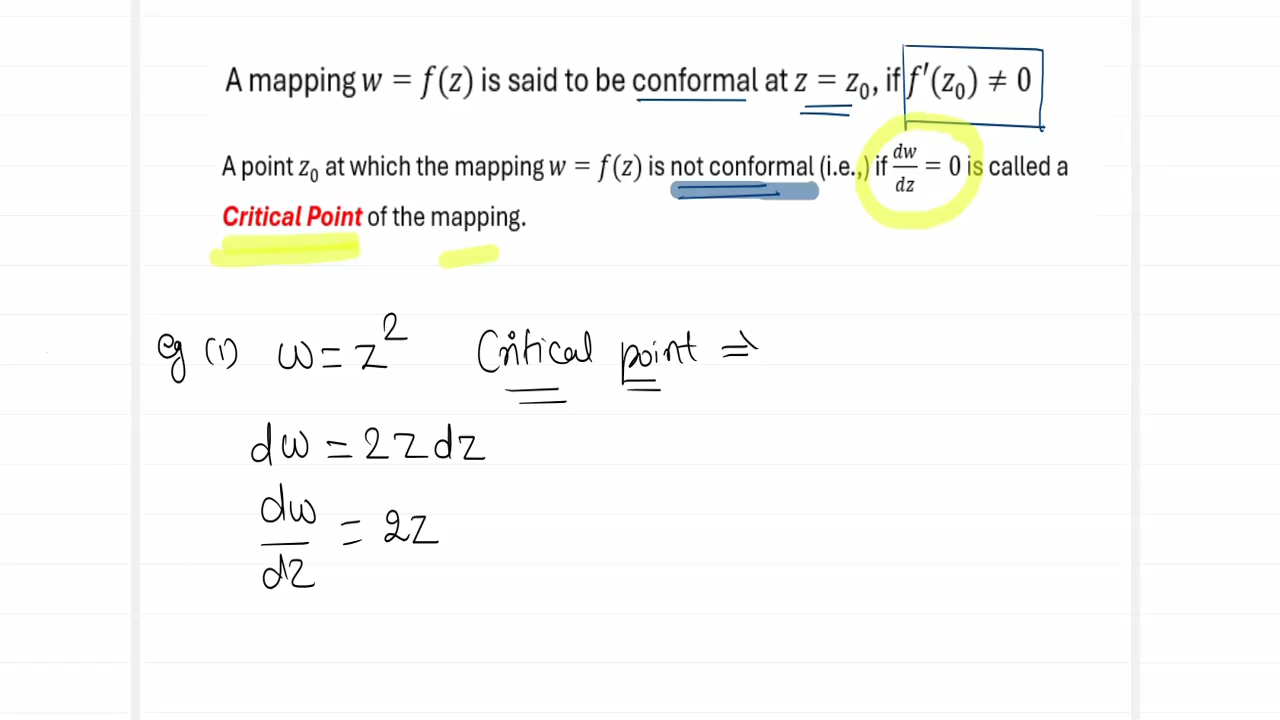 A mapping w = f(z) is said to be conformal at z = z₀, if f′(z₀) ≠ 0
A point z₀ at which the mapping w = f(z) is not conformal (i.e.,) if dw/dz = 0 is called a
Critical Point of the mapping.
eg (1) w = z² Critical point ⇒
dw = 2z dz
dw/dz = 2z